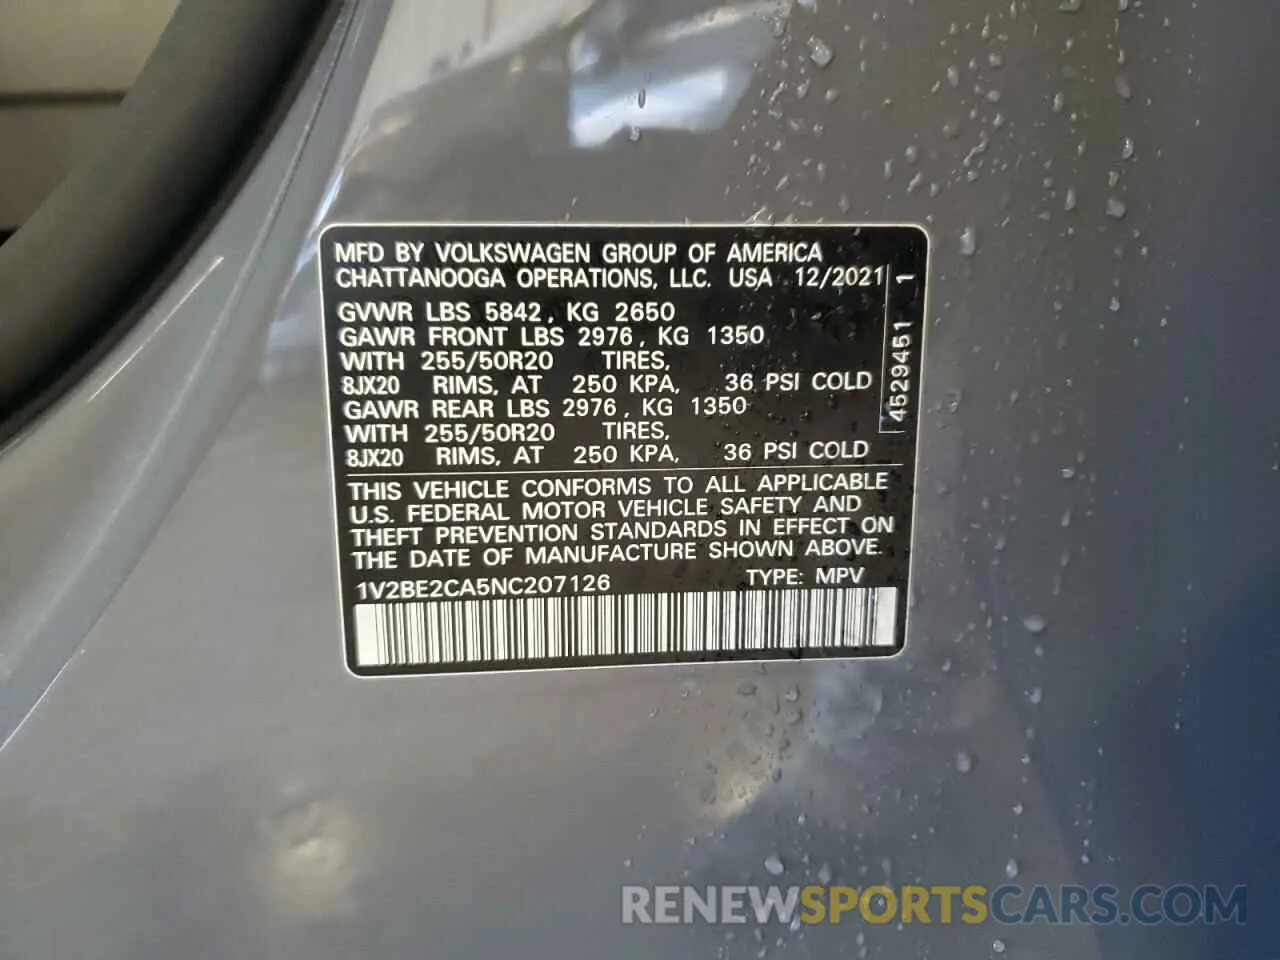 MFD BY VOLKSWAGEN GROUP OF AMERICA
CHATTANOOGA OPERATIONS, LLC. USA 12/2021
GVWR LBS 5842, KG 2650
GAWR FRONT LBS 2976, KG 1350
WITH 255/50R20 TIRES,
8JX20 RIMS, AT 250 KPA, 36 PSI COLD
GAWR REAR LBS 2976, KG 1350
WITH 255/50R20 TIRES,
8JX20 RIMS, AT 250 KPA, 36 PSI COLD
4529451 1
THIS VEHICLE CONFORMS TO ALL APPLICABLE
U.S. FEDERAL MOTOR VEHICLE SAFETY AND
THEFT PREVENTION STANDARDS IN EFFECT ON
THE DATE OF MANUFACTURE SHOWN ABOVE.
1V2BE2CA5NC207126 TYPE: MPV
RENEWSPORTSCARS.COM